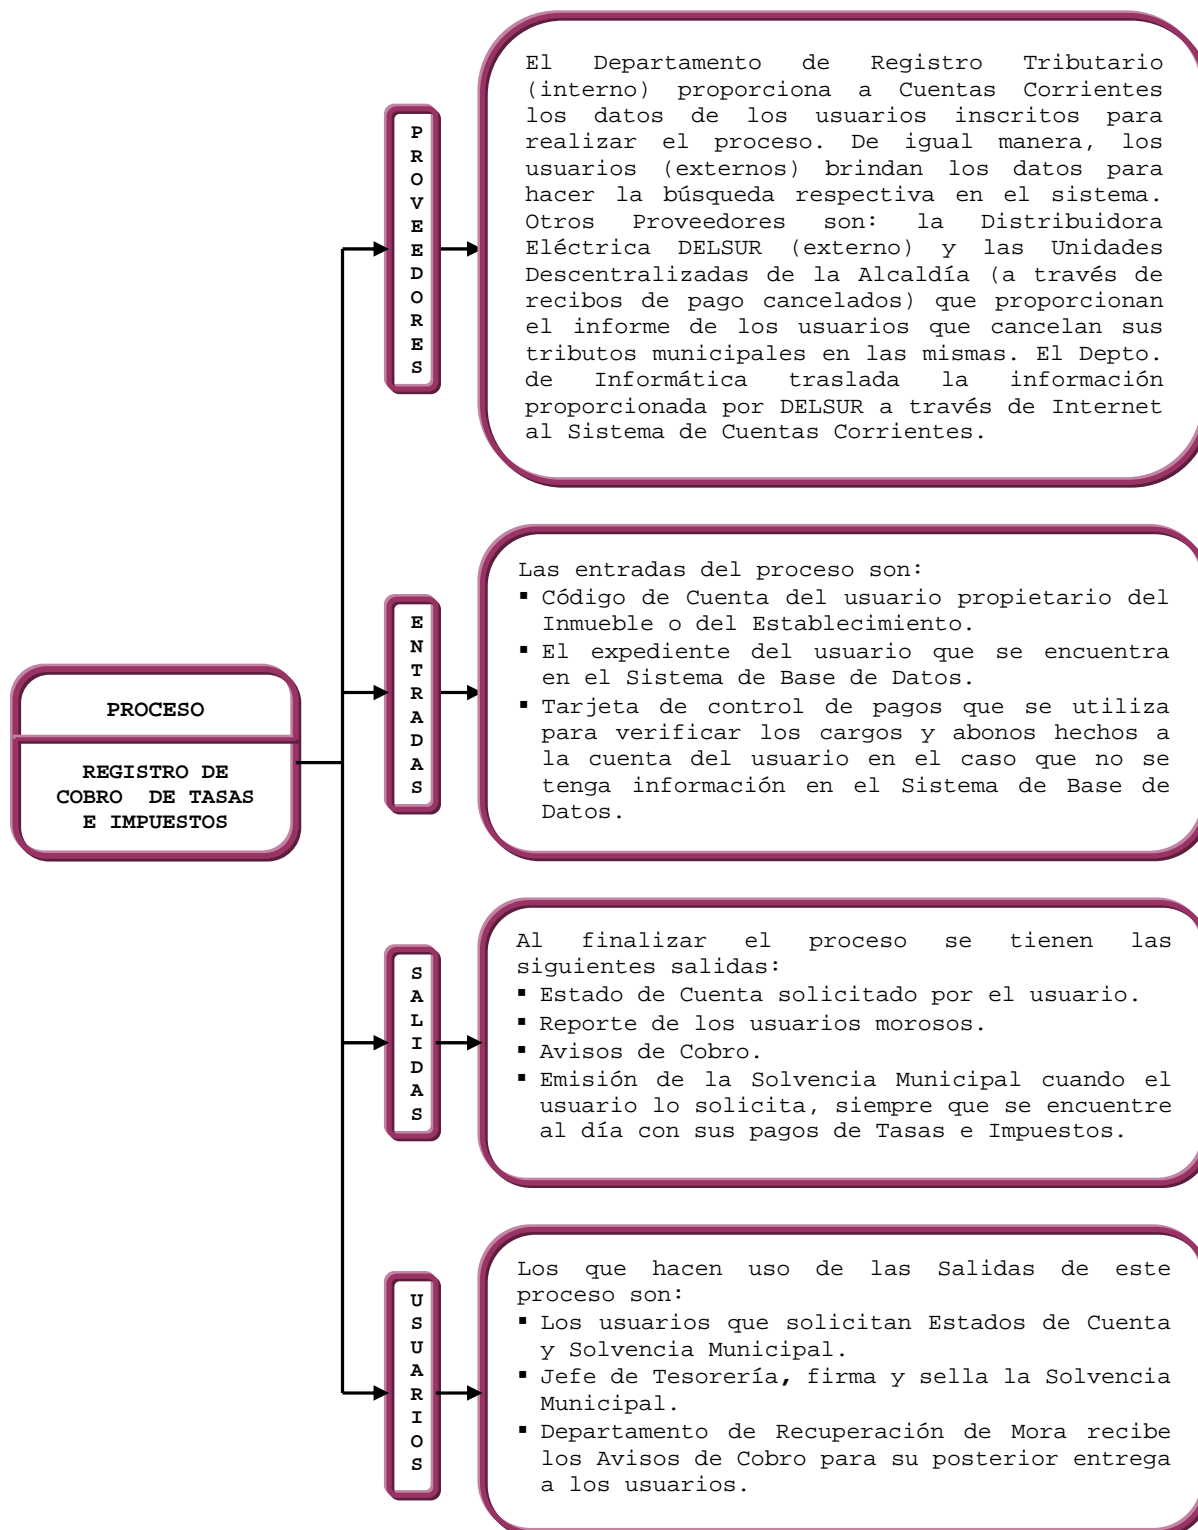 PROCESO
REGISTRO DE
COBRO DE TASAS
E IMPUESTOS
PROVEEDORES
El Departamento de Registro Tributario
(interno) proporciona a Cuentas Corrientes
los datos de los usuarios inscritos para
realizar el proceso. De igual manera, los
usuarios (externos) brindan los datos para
hacer la búsqueda respectiva en el sistema.
Otros Proveedores son: la Distribuidora
Eléctrica DELSUR (externo) y las Unidades
Descentralizadas de la Alcaldía (a través de
recibos de pago cancelados) que proporcionan
el informe de los usuarios que cancelan sus
tributos municipales en las mismas. El Depto.
de Informática traslada la información
proporcionada por DELSUR a través de Internet
al Sistema de Cuentas Corrientes.
ENTRADAS
Las entradas del proceso son:
▪ Código de Cuenta del usuario propietario del
Inmueble o del Establecimiento.
▪ El expediente del usuario que se encuentra
en el Sistema de Base de Datos.
▪ Tarjeta de control de pagos que se utiliza
para verificar los cargos y abonos hechos a
la cuenta del usuario en el caso que no se
tenga información en el Sistema de Base de
Datos.
SALIDAS
Al finalizar el proceso se tienen las
siguientes salidas:
▪ Estado de Cuenta solicitado por el usuario.
▪ Reporte de los usuarios morosos.
▪ Avisos de Cobro.
▪ Emisión de la Solvencia Municipal cuando el
usuario lo solicita, siempre que se encuentre
al día con sus pagos de Tasas e Impuestos.
USUARIOS
Los que hacen uso de las Salidas de este
proceso son:
▪ Los usuarios que solicitan Estados de Cuenta
y Solvencia Municipal.
▪ Jefe de Tesorería, firma y sella la Solvencia
Municipal.
▪ Departamento de Recuperación de Mora recibe
los Avisos de Cobro para su posterior entrega
a los usuarios.